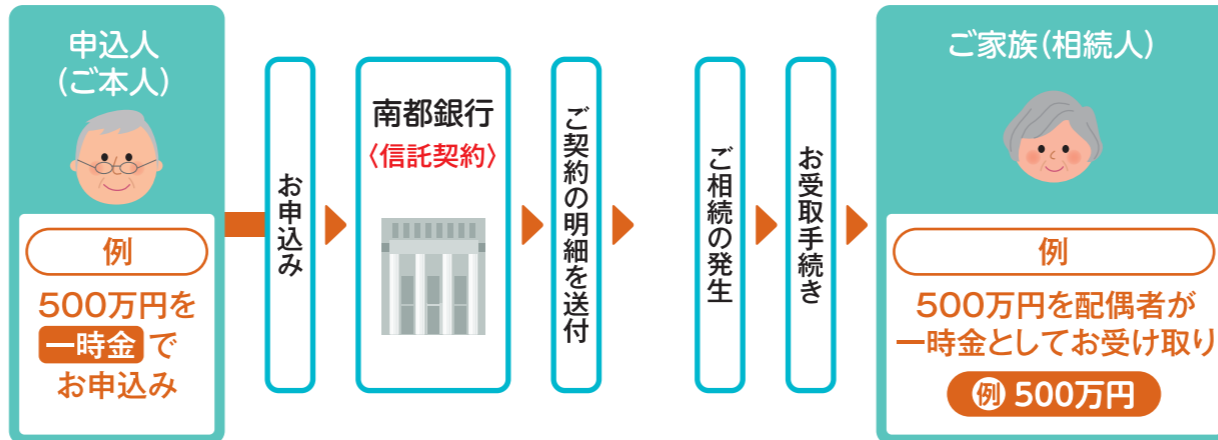 申込人
(ご本人)
例
500万円を
一時金で
お申込み
お申込み
南都銀行
〈信託契約〉
ご契約の明細を送付
ご相続の発生
お受取手続き
ご家族(相続人)
例
500万円を配偶者が
一時金としてお受け取り
例 500万円